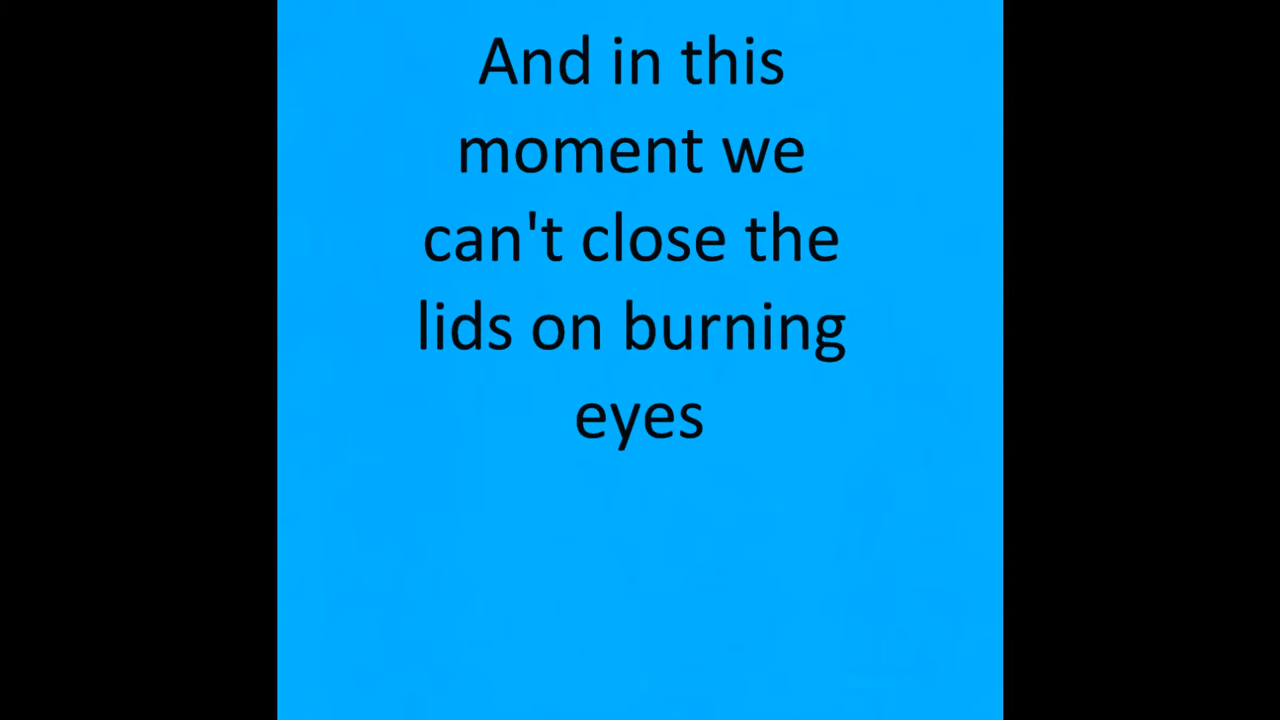 And in this
moment we
can't close the
lids on burning
eyes